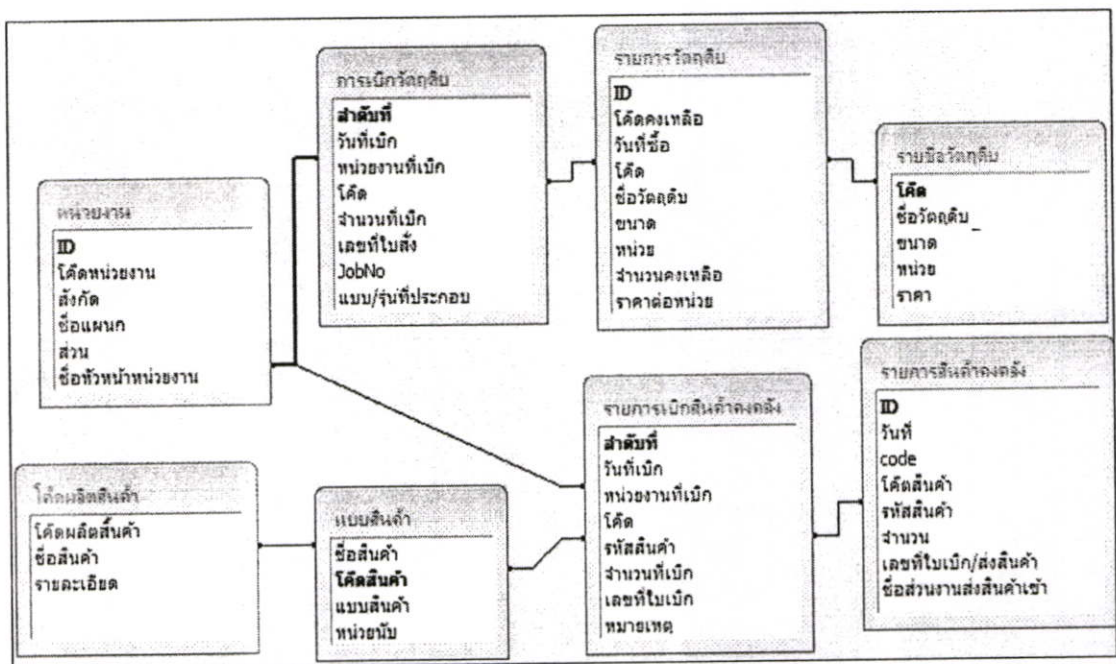 หน่วยงาน
ID
โค๊ดหน่วยงาน
สังกัด
ชื่อแผนก
ส่วน
ชื่อหัวหน้าหน่วยงาน
การเบิกวัตถุดิบ
ลำดับที่
วันที่เบิก
หน่วยงานที่เบิก
โค๊ด
จำนวนที่เบิก
เลขที่ใบสั่ง
JobNo
แบบ/รุ่นที่ประกอบ
รายการวัตถุดิบ
ID
โค๊ดคงเหลือ
วันที่ซื้อ
โค๊ด
ชื่อวัตถุดิบ
ขนาด
หน่วย
จำนวนคงเหลือ
ราคาต่อหน่วย
รายชื่อวัตถุดิบ
โค๊ด
ชื่อวัตถุดิบ_
ขนาด
หน่วย
ราคา
โค๊ดผลิตสินค้า
โค๊ดผลิตสินค้า
ชื่อสินค้า
รายละเอียด
แบบสินค้า
ชื่อสินค้า
โค๊ดสินค้า
แบบสินค้า
หน่วยนับ
รายการเบิกสินค้าคงคลัง
ลำดับที่
วันที่เบิก
หน่วยงานที่เบิก
โค๊ด
รหัสสินค้า
จำนวนที่เบิก
เลขที่ใบเบิก
หมายเหตุ
รายการสินค้าคงคลัง
ID
วันที่
code
โค๊ดสินค้า
รหัสสินค้า
จำนวน
เลขที่ใบเบิก/ส่งสินค้า
ชื่อส่วนงานส่งสินค้าเข้า